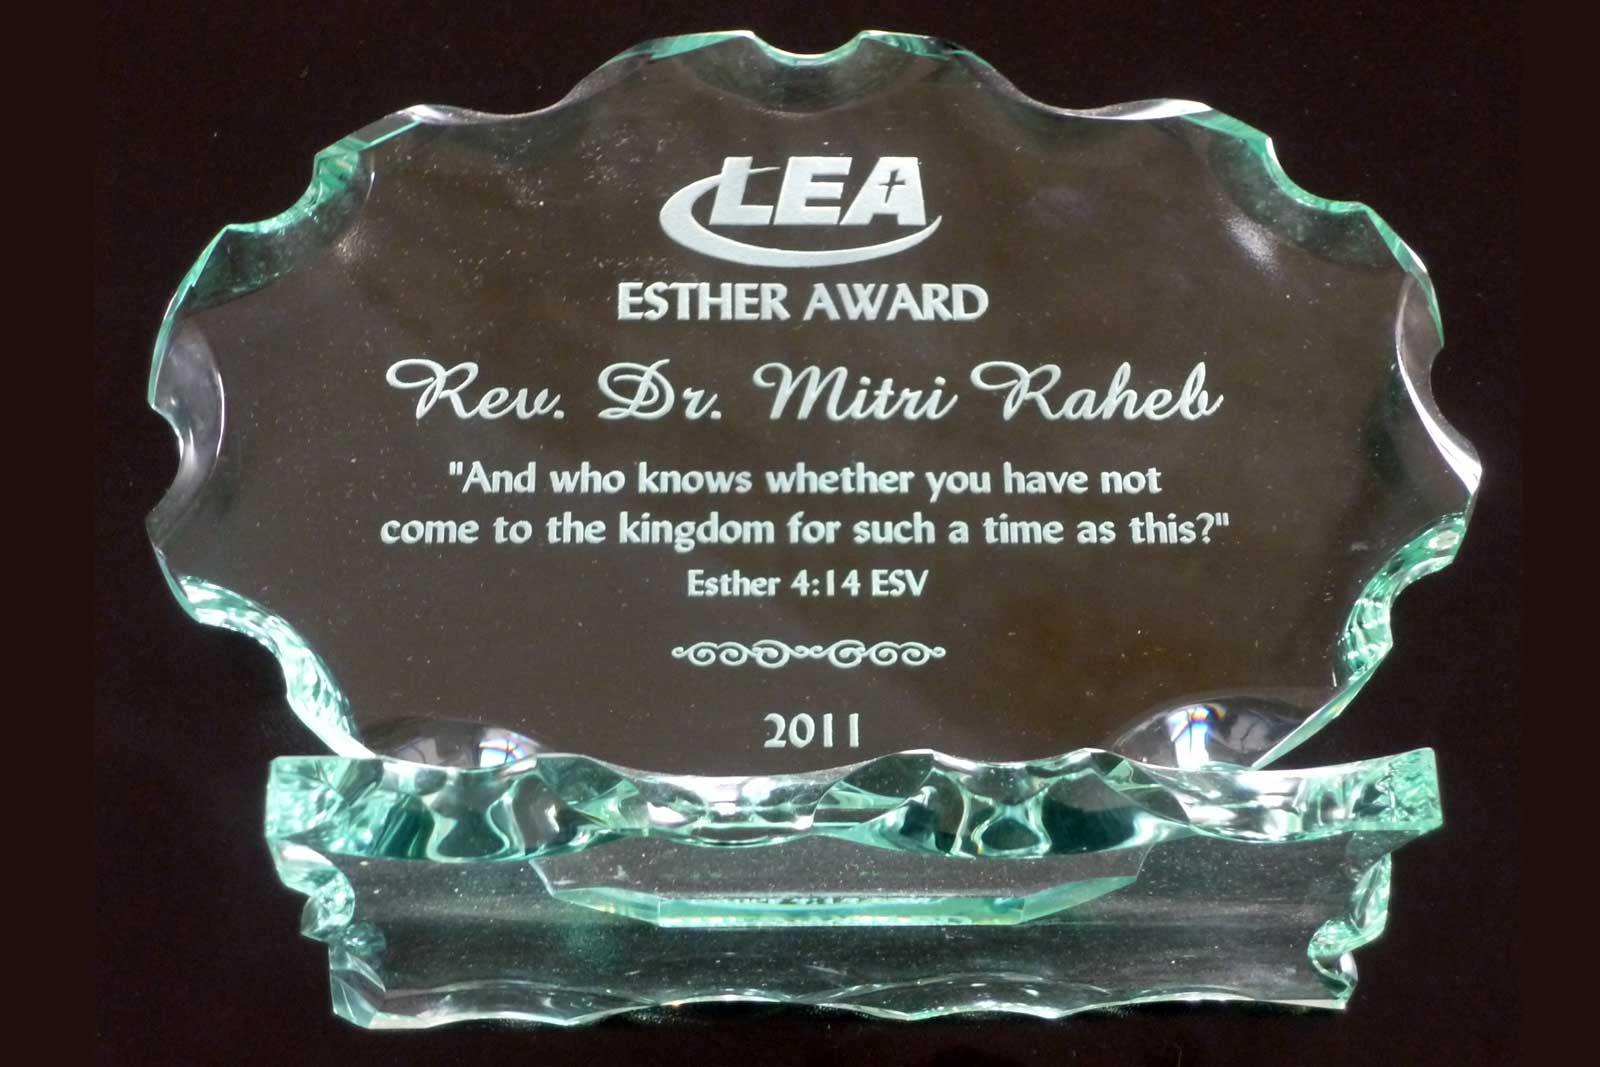 LEA
ESTHER AWARD
Rev. Dr. Mitri Raheb
"And who knows whether you have not
come to the kingdom for such a time as this?"
Esther 4:14 ESV
2011